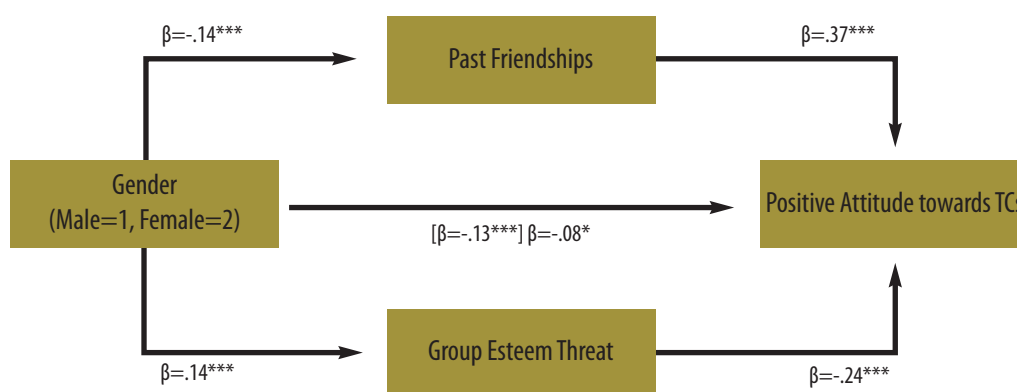 β=-.14***
β=.37***
Past Friendships
Gender
(Male=1, Female=2)
Positive Attitude towards TCs
[β=-.13***] β=-.08*
Group Esteem Threat
β=.14***
β=-.24***